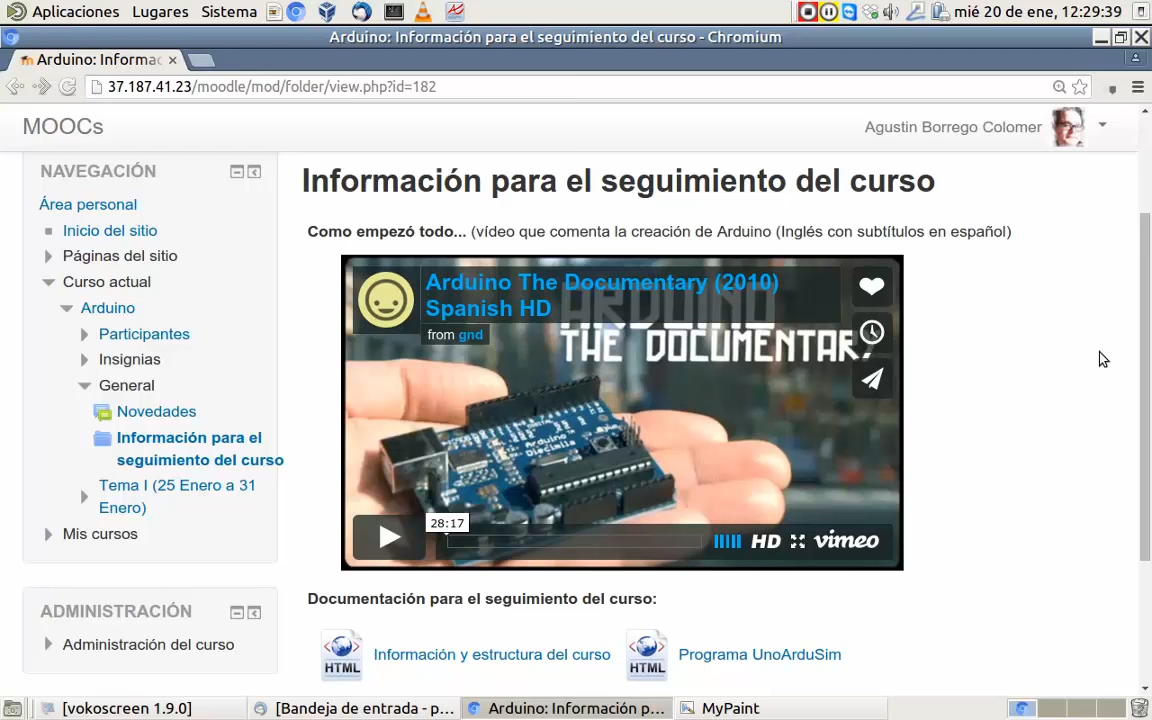 Aplicaciones Lugares Sistema mié 20 de ene, 12:29:39
Arduino: Información para el seguimiento del curso - Chromium
Arduino: Informac
37.187.41.23/moodle/mod/folder/view.php?id=182
MOOCs
Agustin Borrego Colomer
NAVEGACIÓN
Área personal
Inicio del sitio
Páginas del sitio
Curso actual
Arduino
Participantes
Insignias
General
Novedades
Información para el
seguimiento del curso
Tema I (25 Enero a 31
Enero)
Mis cursos
ADMINISTRACIÓN
Administración del curso
Información para el seguimiento del curso
Como empezó todo... (vídeo que comenta la creación de Arduino (Inglés con subtítulos en español)
Arduino The Documentary (2010)
Spanish HD
from gnd
ARDUINO
THE DOCUMENTARY
Arduino
Diecimila
28:17
HD vimeo
Documentación para el seguimiento del curso:
HTML Información y estructura del curso
HTML Programa UnoArduSim
[vokoscreen 1.9.0] [Bandeja de entrada - p... Arduino: Información p... MyPaint